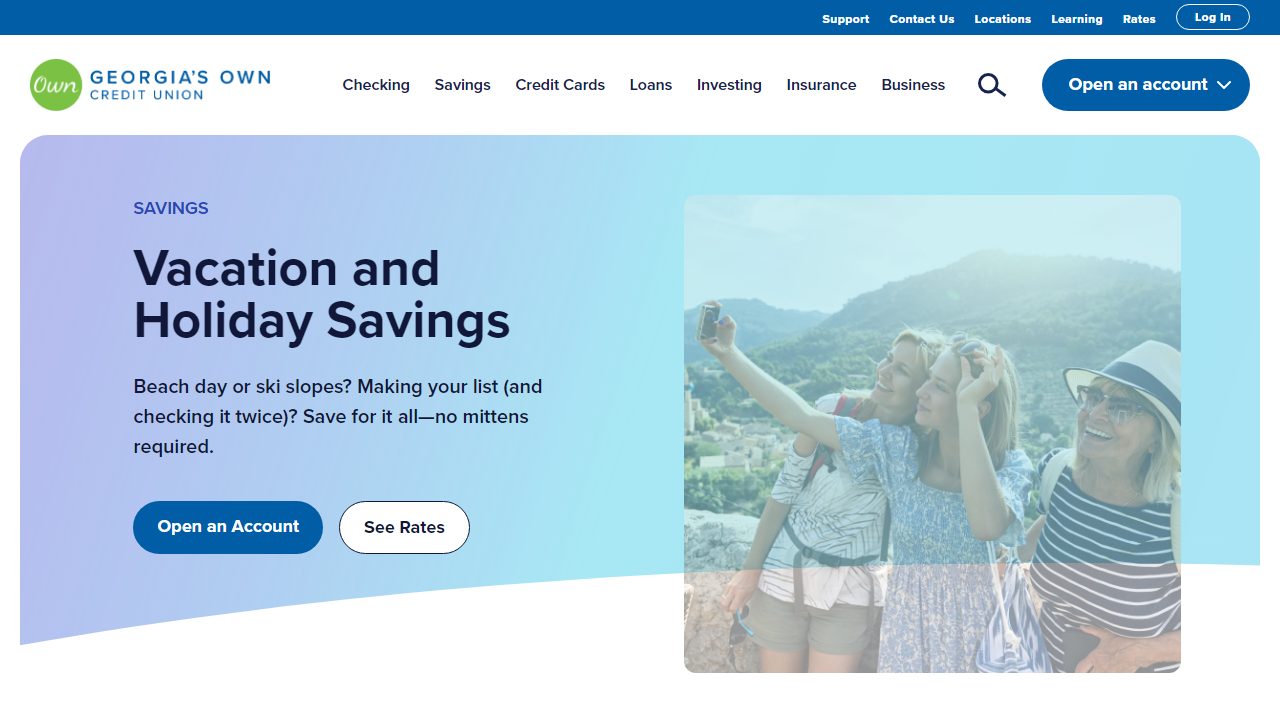 Support Contact Us Locations Learning Rates Log In
Own GEORGIA'S OWN
CREDIT UNION
Checking Savings Credit Cards Loans Investing Insurance Business Open an account
SAVINGS
Vacation and
Holiday Savings
Beach day or ski slopes? Making your list (and
checking it twice)? Save for it all—no mittens
required.
Open an Account See Rates